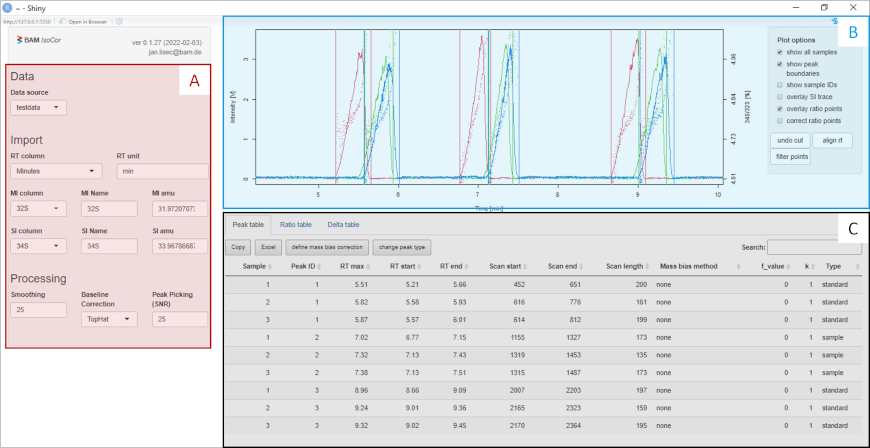 ~ - Shiny
http://127.0.0.1:7258 Open in Browser
BAM IsoCor
ver 0.1.27 (2022-02-03)
jan.lisec@bam.de
A
Data
Data source
testdata
Import
RT column RT unit
Minutes min
MI column MI Name MI amu
32S 32S 31.9720707
SI column SI Name SI amu
34S 34S 33.9678668
Processing
Smoothing Baseline Correction Peak Picking (SNR)
25 TopHat 25
B
Intensity [V]
0 1 2 3
5 6 7 8 9 10
Time [min]
34S/32S [%]
4.61 4.73 4.84 4.96
Plot options
show all samples
show peak
boundaries
show sample IDs
overlay SI trace
overlay ratio points
correct ratio points
undo cut align rt
filter points
C
Peak table Ratio table Delta table
Copy Excel define mass bias correction change peak type Search:
Sample Peak ID RT max RT start RT end Scan start Scan end Scan length Mass bias method f_value k Type
1 1 5.51 5.21 5.66 452 651 200 none 0 1 standard
2 1 5.82 5.58 5.93 616 776 161 none 0 1 standard
3 1 5.87 5.57 6.01 614 812 199 none 0 1 standard
1 2 7.02 6.77 7.15 1155 1327 173 none 0 1 sample
2 2 7.32 7.13 7.43 1319 1453 135 none 0 1 sample
3 2 7.38 7.13 7.51 1315 1487 173 none 0 1 sample
1 3 8.96 8.66 9.09 2007 2203 197 none 0 1 standard
2 3 9.24 9.01 9.36 2165 2323 159 none 0 1 standard
3 3 9.32 9.02 9.45 2170 2364 195 none 0 1 standard